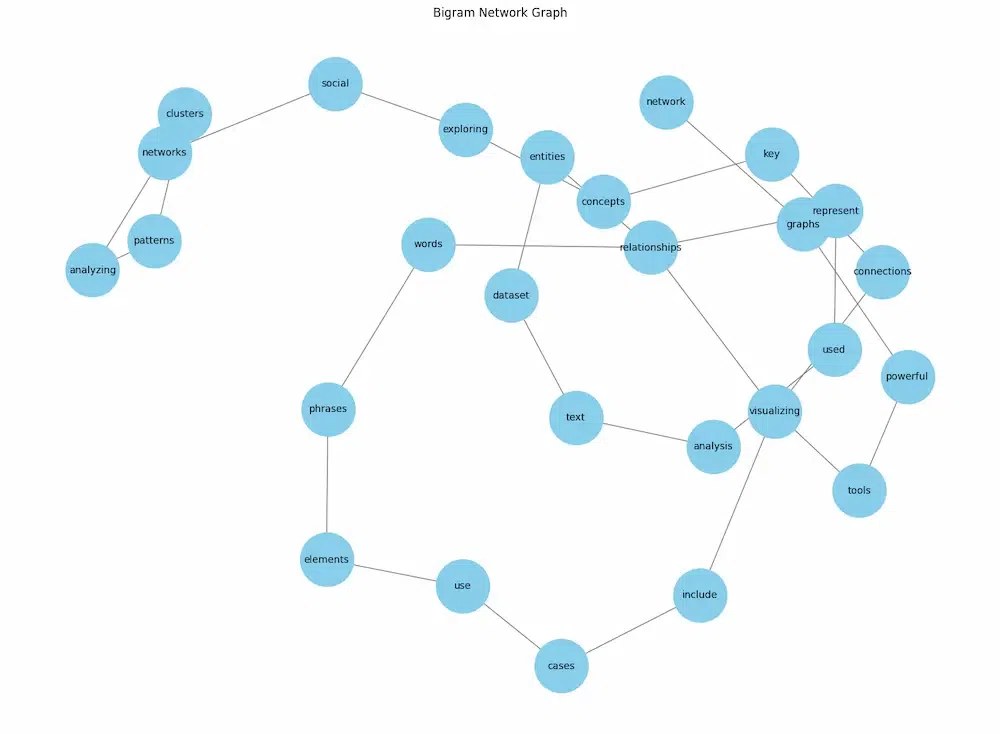 Bigram Network Graph
social
network
clusters
exploring
networks
entities
key
concepts
represent
graphs
patterns
words
relationships
analyzing
connections
dataset
used
powerful
phrases
text
visualizing
analysis
tools
elements
use
include
cases